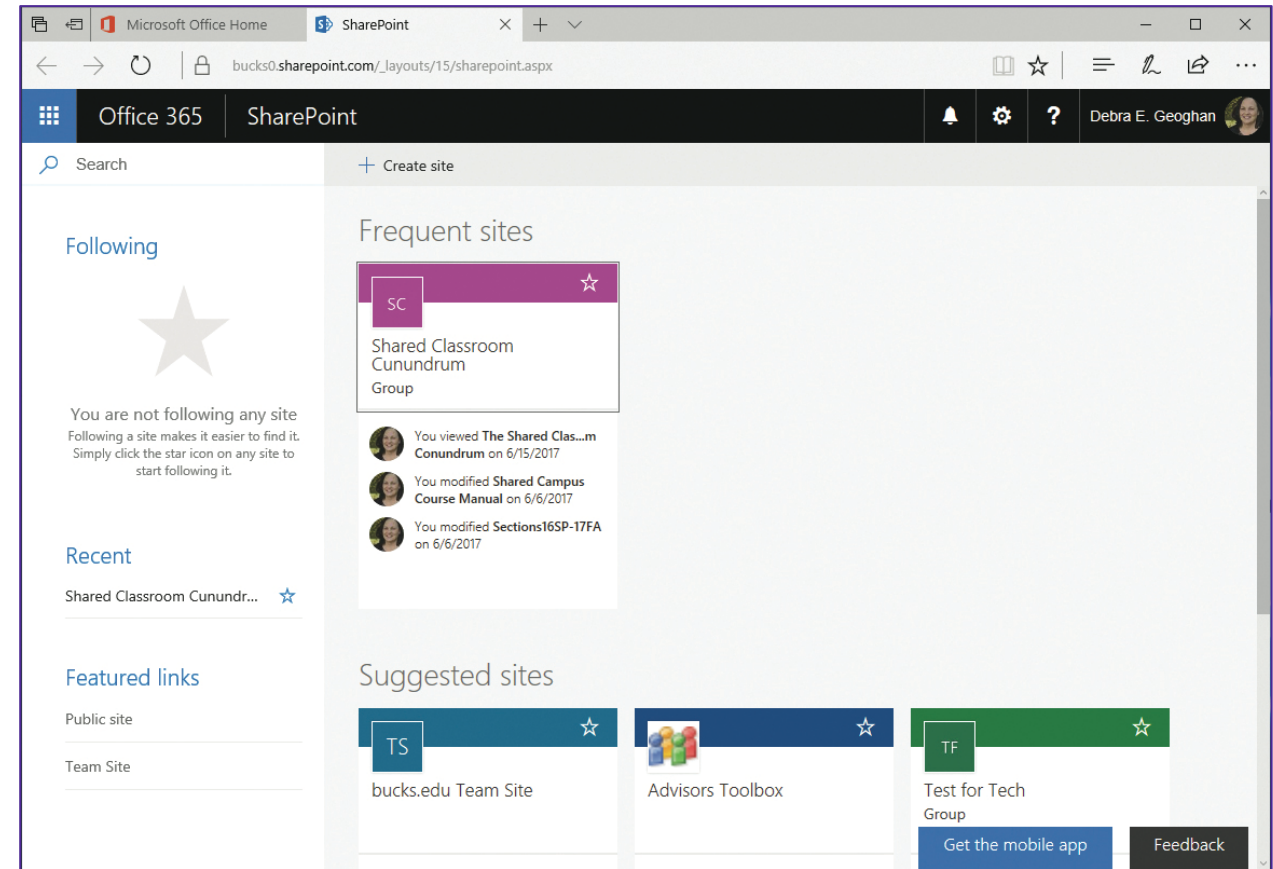 Microsoft Office Home
SharePoint
bucks0.sharepoint.com/_layouts/15/sharepoint.aspx
Office 365
SharePoint
?
Debra E. Geoghan
Search
+ Create site
Following
You are not following any site
Following a site makes it easier to find it.
Simply click the star icon on any site to
start following it.
Recent
Shared Classroom Cunundr...
Featured links
Public site
Team Site
Frequent sites
SC
Shared Classroom
Cunundrum
Group
You viewed The Shared Clas...m
Conundrum on 6/15/2017
You modified Shared Campus
Course Manual on 6/6/2017
You modified Sections16SP-17FA
on 6/6/2017
Suggested sites
TS
bucks.edu Team Site
Advisors Toolbox
TF
Test for Tech
Group
Get the mobile app
Feedback